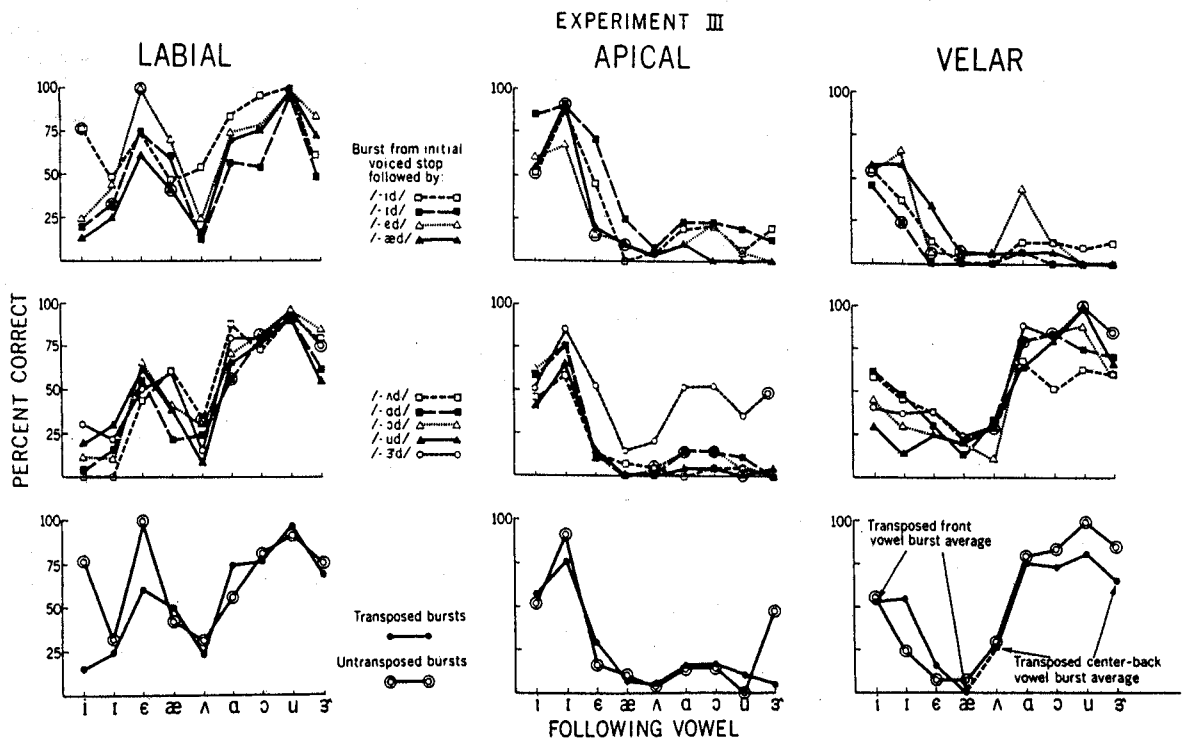 EXPERIMENT III
LABIAL
APICAL
VELAR
100
75
50
25
100
100
Burst from initial
voiced stop
followed by:
/-ɪd/
/-ɪd/
/-ɛd/
/-æd/
PERCENT CORRECT
100
75
50
25
100
100
/-ʌd/
/-ɑd/
/-ɔd/
/-ud/
/-ɝd/
100
75
50
25
100
100
Transposed bursts
Untransposed bursts
Transposed front
vowel burst average
Transposed center-back
vowel burst average
i ɪ ɛ æ ʌ ɑ ɔ u ɝ
i ɪ ɛ æ ʌ ɑ ɔ u ɝ
i ɪ ɛ æ ʌ ɑ ɔ u ɝ
FOLLOWING VOWEL